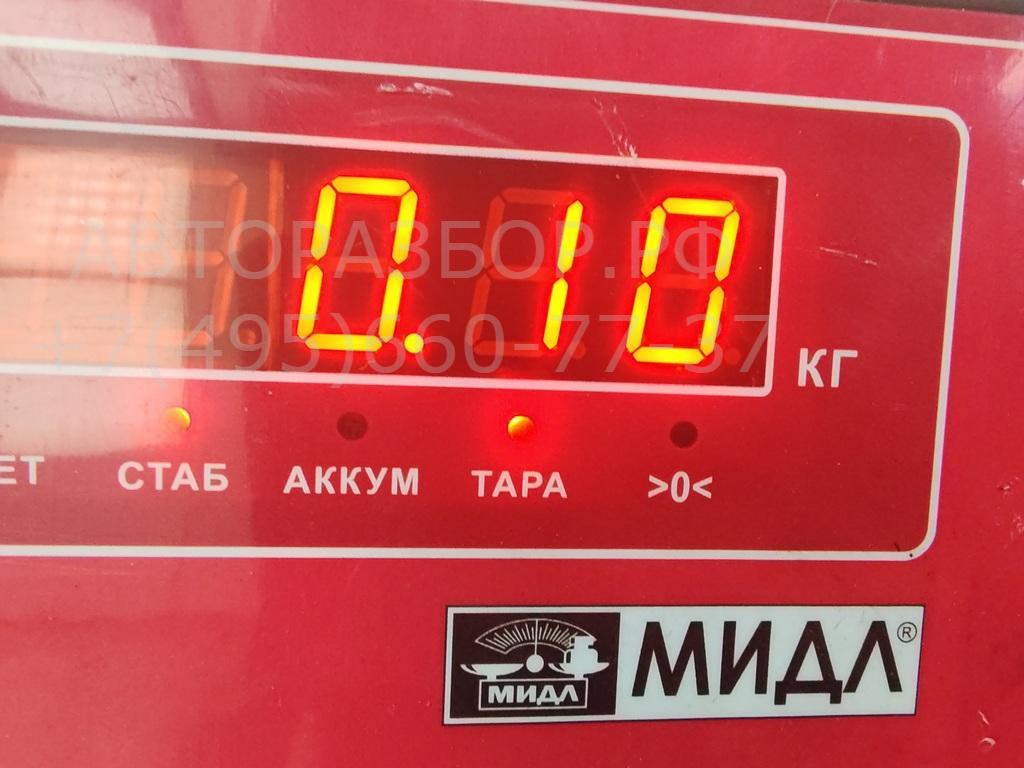 0.10
АВТОРАЗБОР.РФ
+7(495)660-77-37
КГ
ЕТ СТАБ АККУМ ТАРА >0<
МИДЛ МИДЛ®